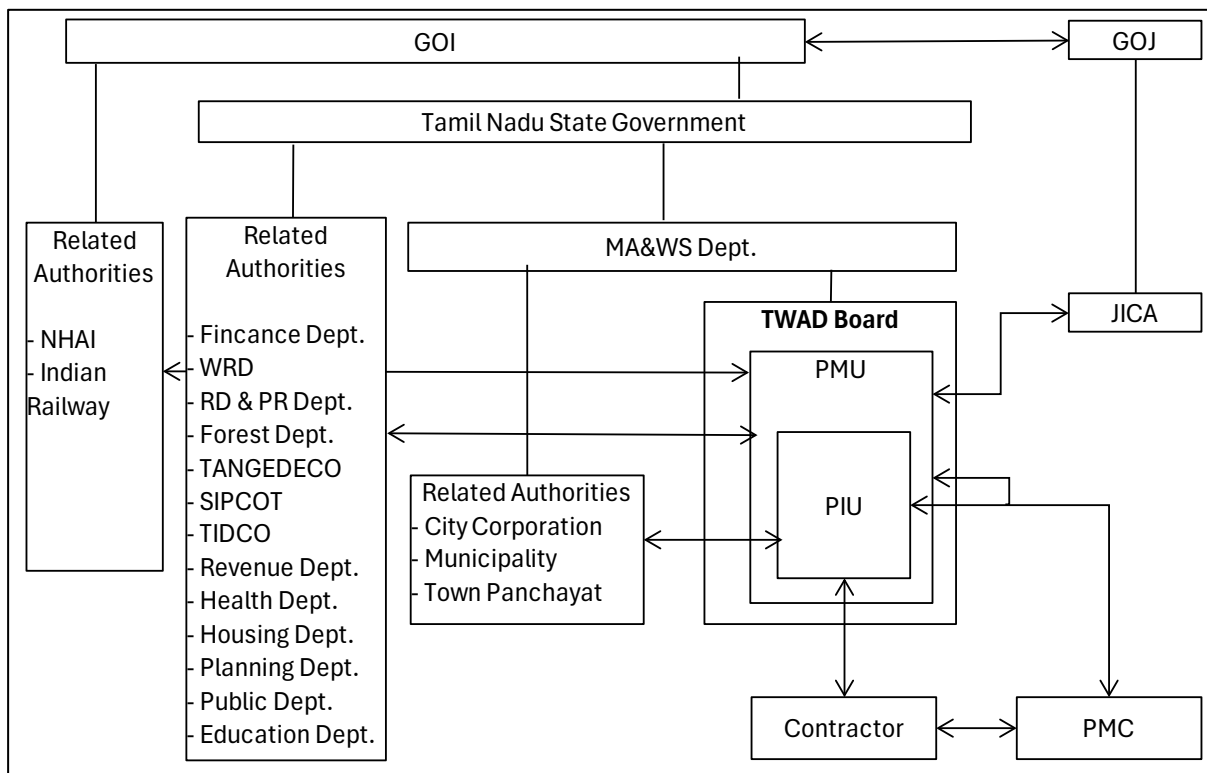 GOI
GOJ
Tamil Nadu State Government
Related
Authorities
- NHAI
- Indian
Railway
Related
Authorities
- Fincance Dept.
- WRD
- RD & PR Dept.
- Forest Dept.
- TANGEDECO
- SIPCOT
- TIDCO
- Revenue Dept.
- Health Dept.
- Housing Dept.
- Planning Dept.
- Public Dept.
- Education Dept.
MA&WS Dept.
Related Authorities
- City Corporation
- Municipality
- Town Panchayat
TWAD Board
PMU
PIU
JICA
Contractor
PMC